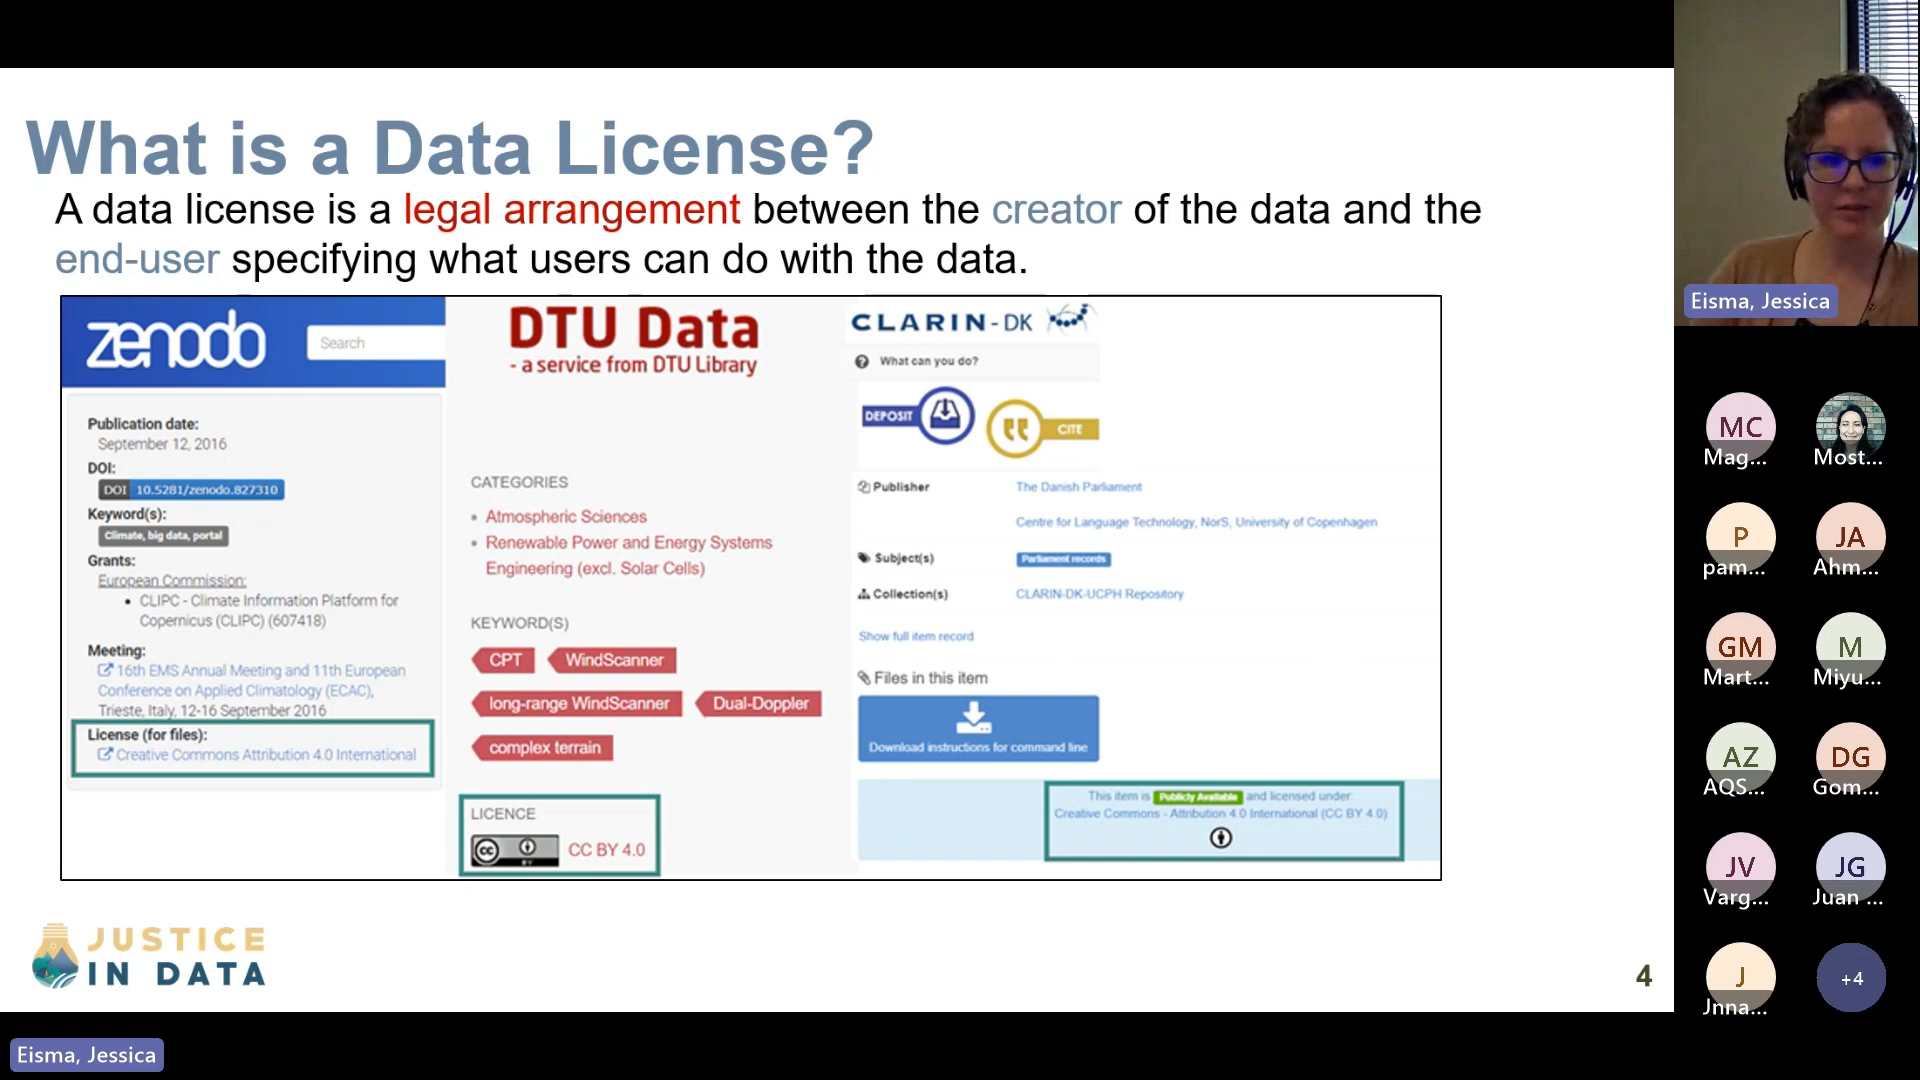 What is a Data License?
A data license is a legal arrangement between the creator of the data and the
end-user specifying what users can do with the data.
zenodo
Search
Publication date:
September 12, 2016
DOI:
DOI 10.5281/zenodo.827310
Keyword(s):
Climate, big data, portal
Grants:
European Commission:
• CLIPC - Climate Information Platform for
Copernicus (CLIPC) (607418)
Meeting:
16th EMS Annual Meeting and 11th European
Conference on Applied Climatology (ECAC),
Trieste, Italy, 12-16 September 2016
License (for files):
Creative Commons Attribution 4.0 International
DTU Data
- a service from DTU Library
CATEGORIES
• Atmospheric Sciences
• Renewable Power and Energy Systems
Engineering (excl. Solar Cells)
KEYWORD(S)
CPT WindScanner
long-range WindScanner Dual-Doppler
complex terrain
LICENCE
cc BY CC BY 4.0
CLARIN-DK
What can you do?
DEPOSIT CITE
Publisher The Danish Parliament
Centre for Language Technology, NorS, University of Copenhagen
Subject(s) Parliament records
Collection(s) CLARIN-DK-UCPH Repository
Show full item record
Files in this item
Download instructions for command line
This item is Publicly Available and licensed under:
Creative Commons - Attribution 4.0 International (CC BY 4.0)
JUSTICE
IN DATA
4
Eisma, Jessica
MC
Mag... Most...
P JA
pam... Ahm...
GM M
Mart... Miyu...
AZ DG
AQS... Gom...
JV JG
Varg... Juan ...
J +4
Jnna...
Eisma, Jessica